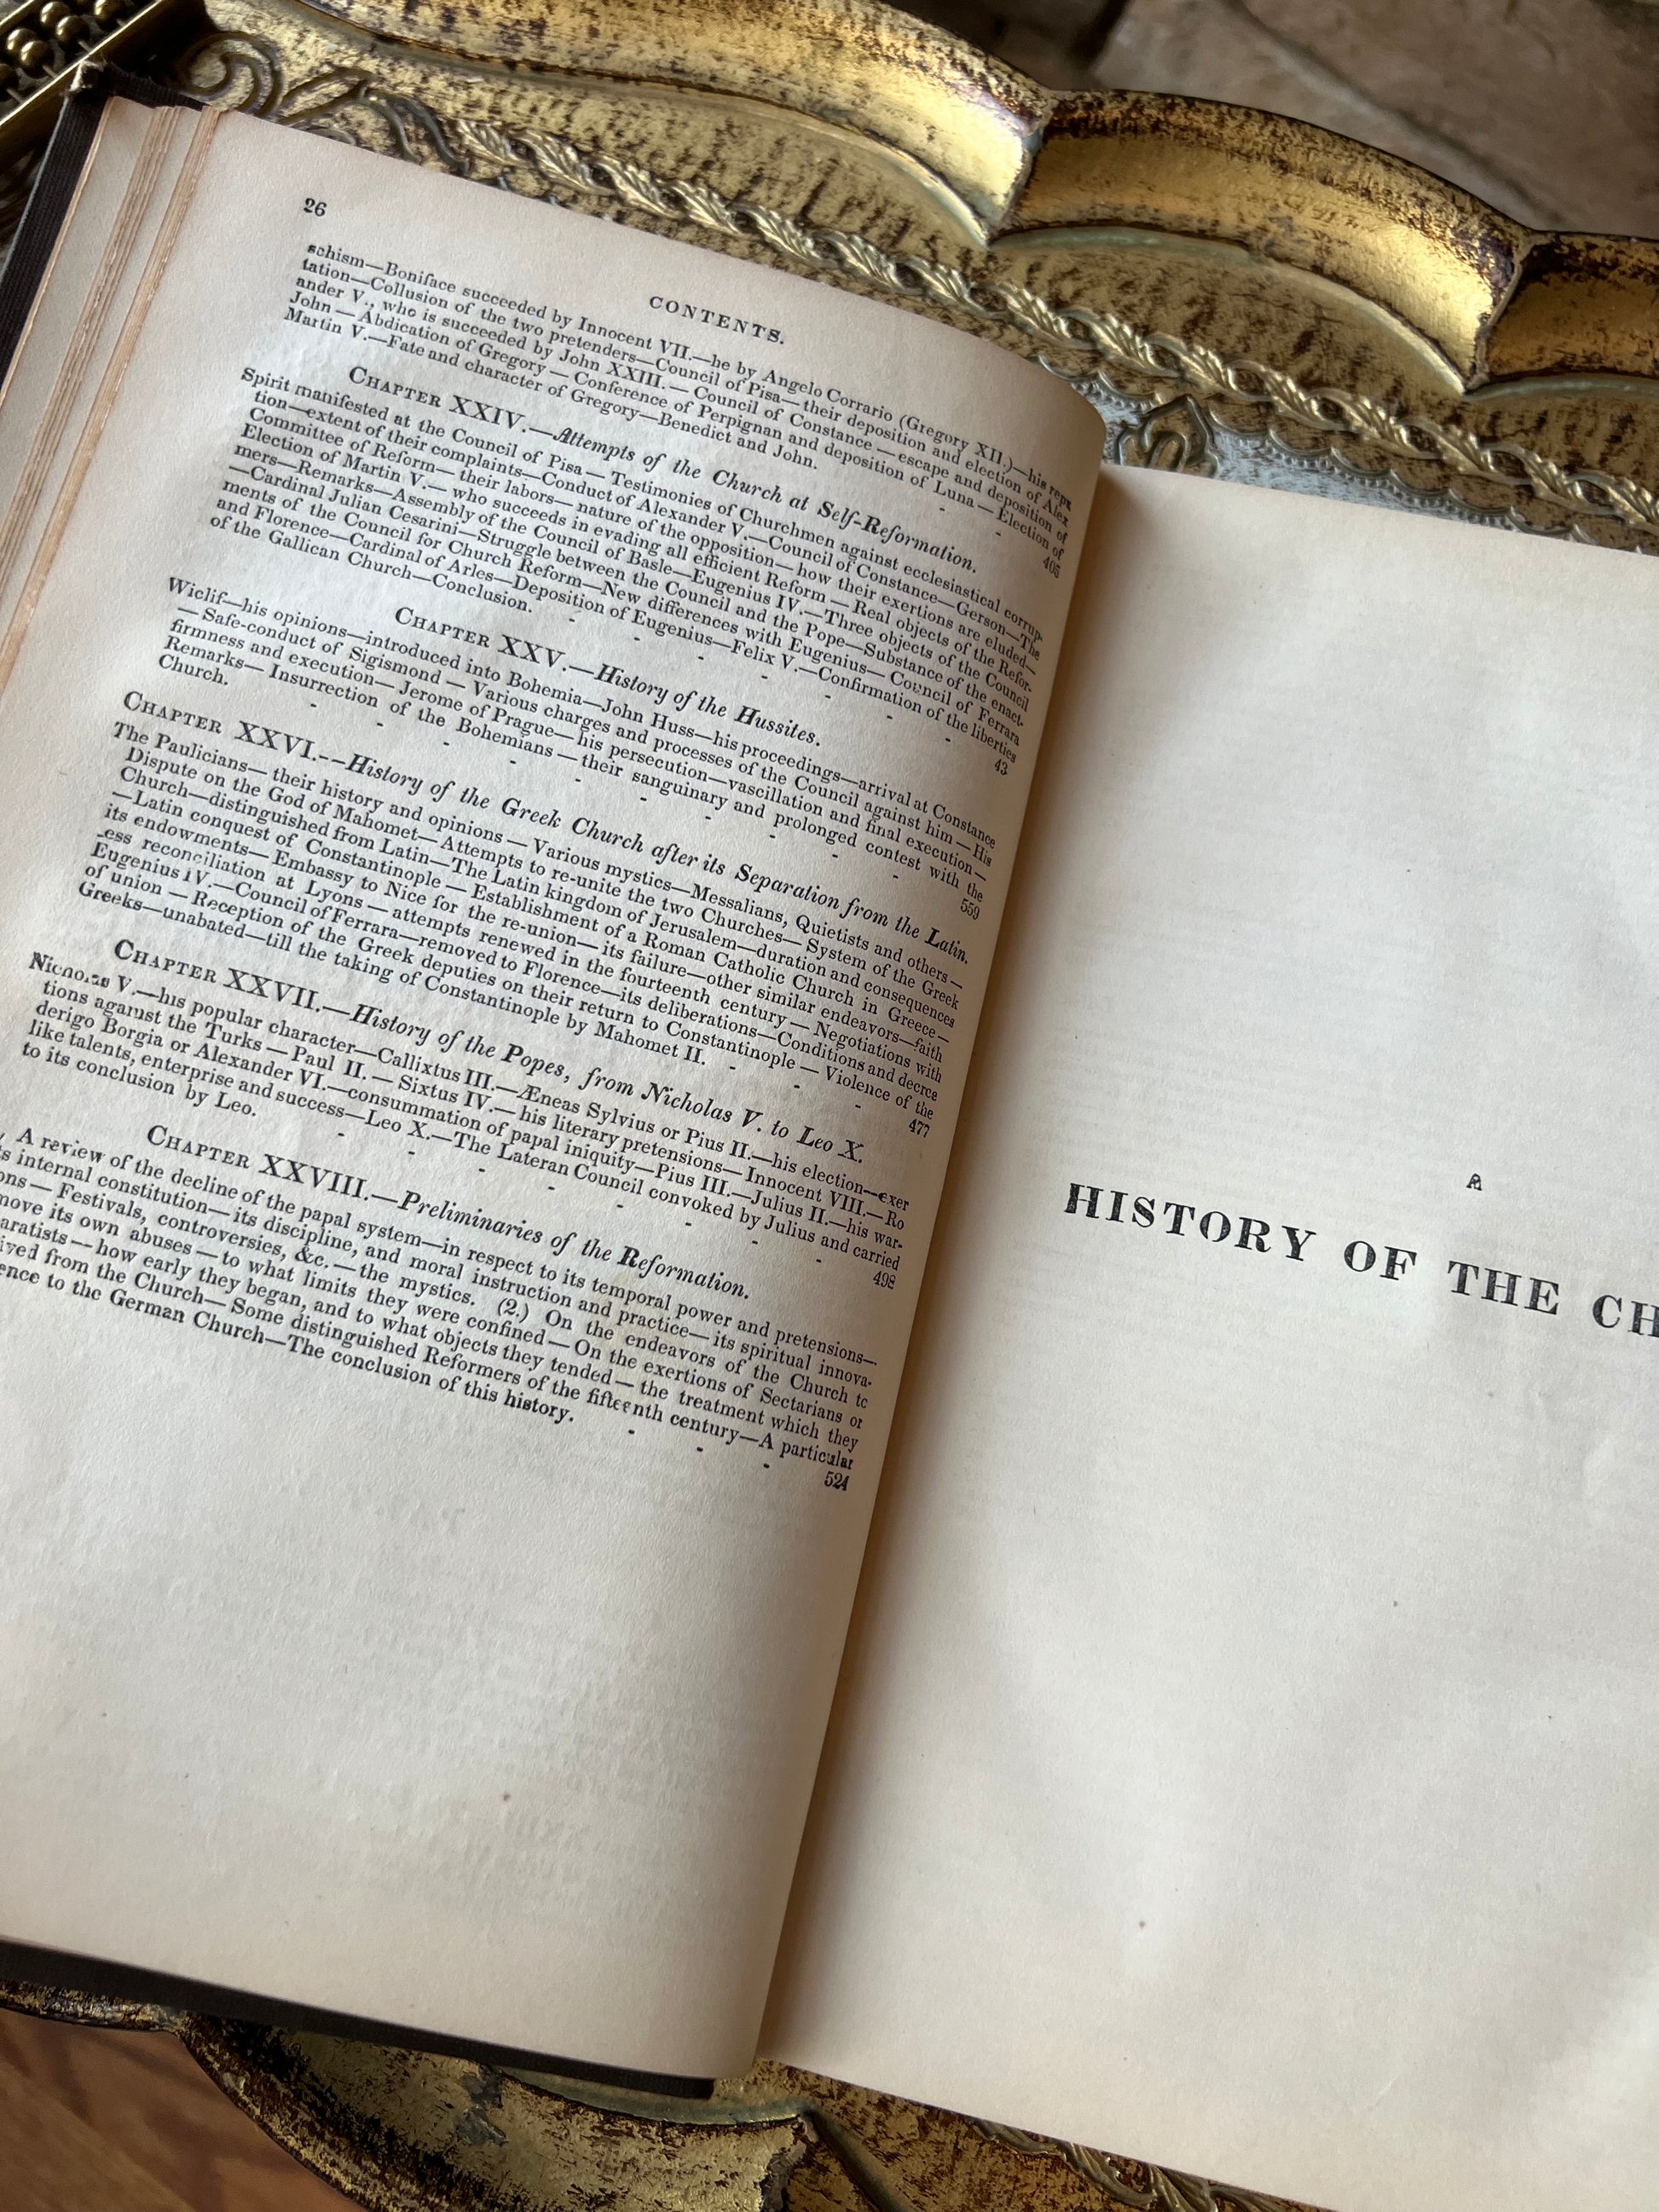 26
CONTENTS.
schism—Boniface succeeded by Innocent VII.—he by Angelo Corrario (Gregory XII.)—his repu
tation—Collusion of the two pretenders—Council of Pisa—their deposition and election of Alex
ander V., who is succeeded by John XXIII.—Council of Constance—escape and deposition of
John—Abdication of Gregory—Conference of Perpignan and deposition of Luna—Election of
Martin V.—Fate and character of Gregory—Benedict and John. - - 405
CHAPTER XXIV.—Attempts of the Church at Self-Reformation.
Spirit manifested at the Council of Pisa—Testimonies of Churchmen against ecclesiastical corrup-
tion—extent of their complaints—Conduct of Alexander V.—Council of Constance—Gerson—The
Committee of Reform—their labors—nature of the opposition—how their exertions are eluded—
Election of Martin V.—who succeeds in evading all efficient Reform—Real objects of the Refor-
mers—Remarks—Assembly of the Council of Basle—Eugenius IV.—Three objects of the Council
—Cardinal Julian Cesarini—Struggle between the Council and the Pope—Substance of the enact-
ments of the Council for Church Reform—New differences with Eugenius—Council of Ferrara
and Florence—Cardinal of Arles—Deposition of Eugenius—Felix V.—Confirmation of the liberties
of the Gallican Church—Conclusion. - - - - - - - 43
CHAPTER XXV.—History of the Hussites.
Wiclif—his opinions—introduced into Bohemia—John Huss—his proceedings—arrival at Constance
—Safe-conduct of Sigismond—Various charges and processes of the Council against him—His
firmness and execution—Jerome of Prague—his persecution—vascillation and final execution—
Remarks—Insurrection of the Bohemians—their sanguinary and prolonged contest with the
Church. - - - - - - - - - - 559
CHAPTER XXVI.--History of the Greek Church after its Separation from the Latin.
The Paulicians—their history and opinions—Various mystics—Messalians, Quietists and others—
Dispute on the God of Mahomet—Attempts to re-unite the two Churches—System of the Greek
Church—distinguished from Latin—The Latin kingdom of Jerusalem—duration and consequences
—Latin conquest of Constantinople—Establishment of a Roman Catholic Church in Greece—
its endowments—Embassy to Nice for the re-union—its failure—other similar endeavors—faith
ess reconciliation at Lyons—attempts renewed in the fourteenth century—Negotiations with
Eugenius IV.—Council of Ferrara—removed to Florence—its deliberations—Conditions and decree
of union—Reception of the Greek deputies on their return to Constantinople—Violence of the
Greeks—unabated—till the taking of Constantinople by Mahomet II. - - - 477
CHAPTER XXVII.—History of the Popes, from Nicholas V. to Leo X.
Nicholas V.—his popular character—Callixtus III.—Æneas Sylvius or Pius II.—his election—exer
tions against the Turks—Paul II.—Sixtus IV.—his literary pretensions—Innocent VIII.—Ro
derigo Borgia or Alexander VI.—consummation of papal iniquity—Pius III.—Julius II.—his war-
like talents, enterprise and success—Leo X.—The Lateran Council convoked by Julius and carried
to its conclusion by Leo. - - - - - - - - 498
CHAPTER XXVIII.—Preliminaries of the Reformation.
A review of the decline of the papal system—in respect to its temporal power and pretensions—
s internal constitution—its discipline, and moral instruction and practice—its spiritual innova-
ons—Festivals, controversies, &c.—the mystics. (2.) On the endeavors of the Church to
move its own abuses—to what limits they were confined—On the exertions of Sectarians or
aratists—how early they began, and to what objects they tended—the treatment which they
ived from the Church—Some distinguished Reformers of the fifteenth century—A particular
ence to the German Church—The conclusion of this history. - - - 524
A
HISTORY OF THE CH